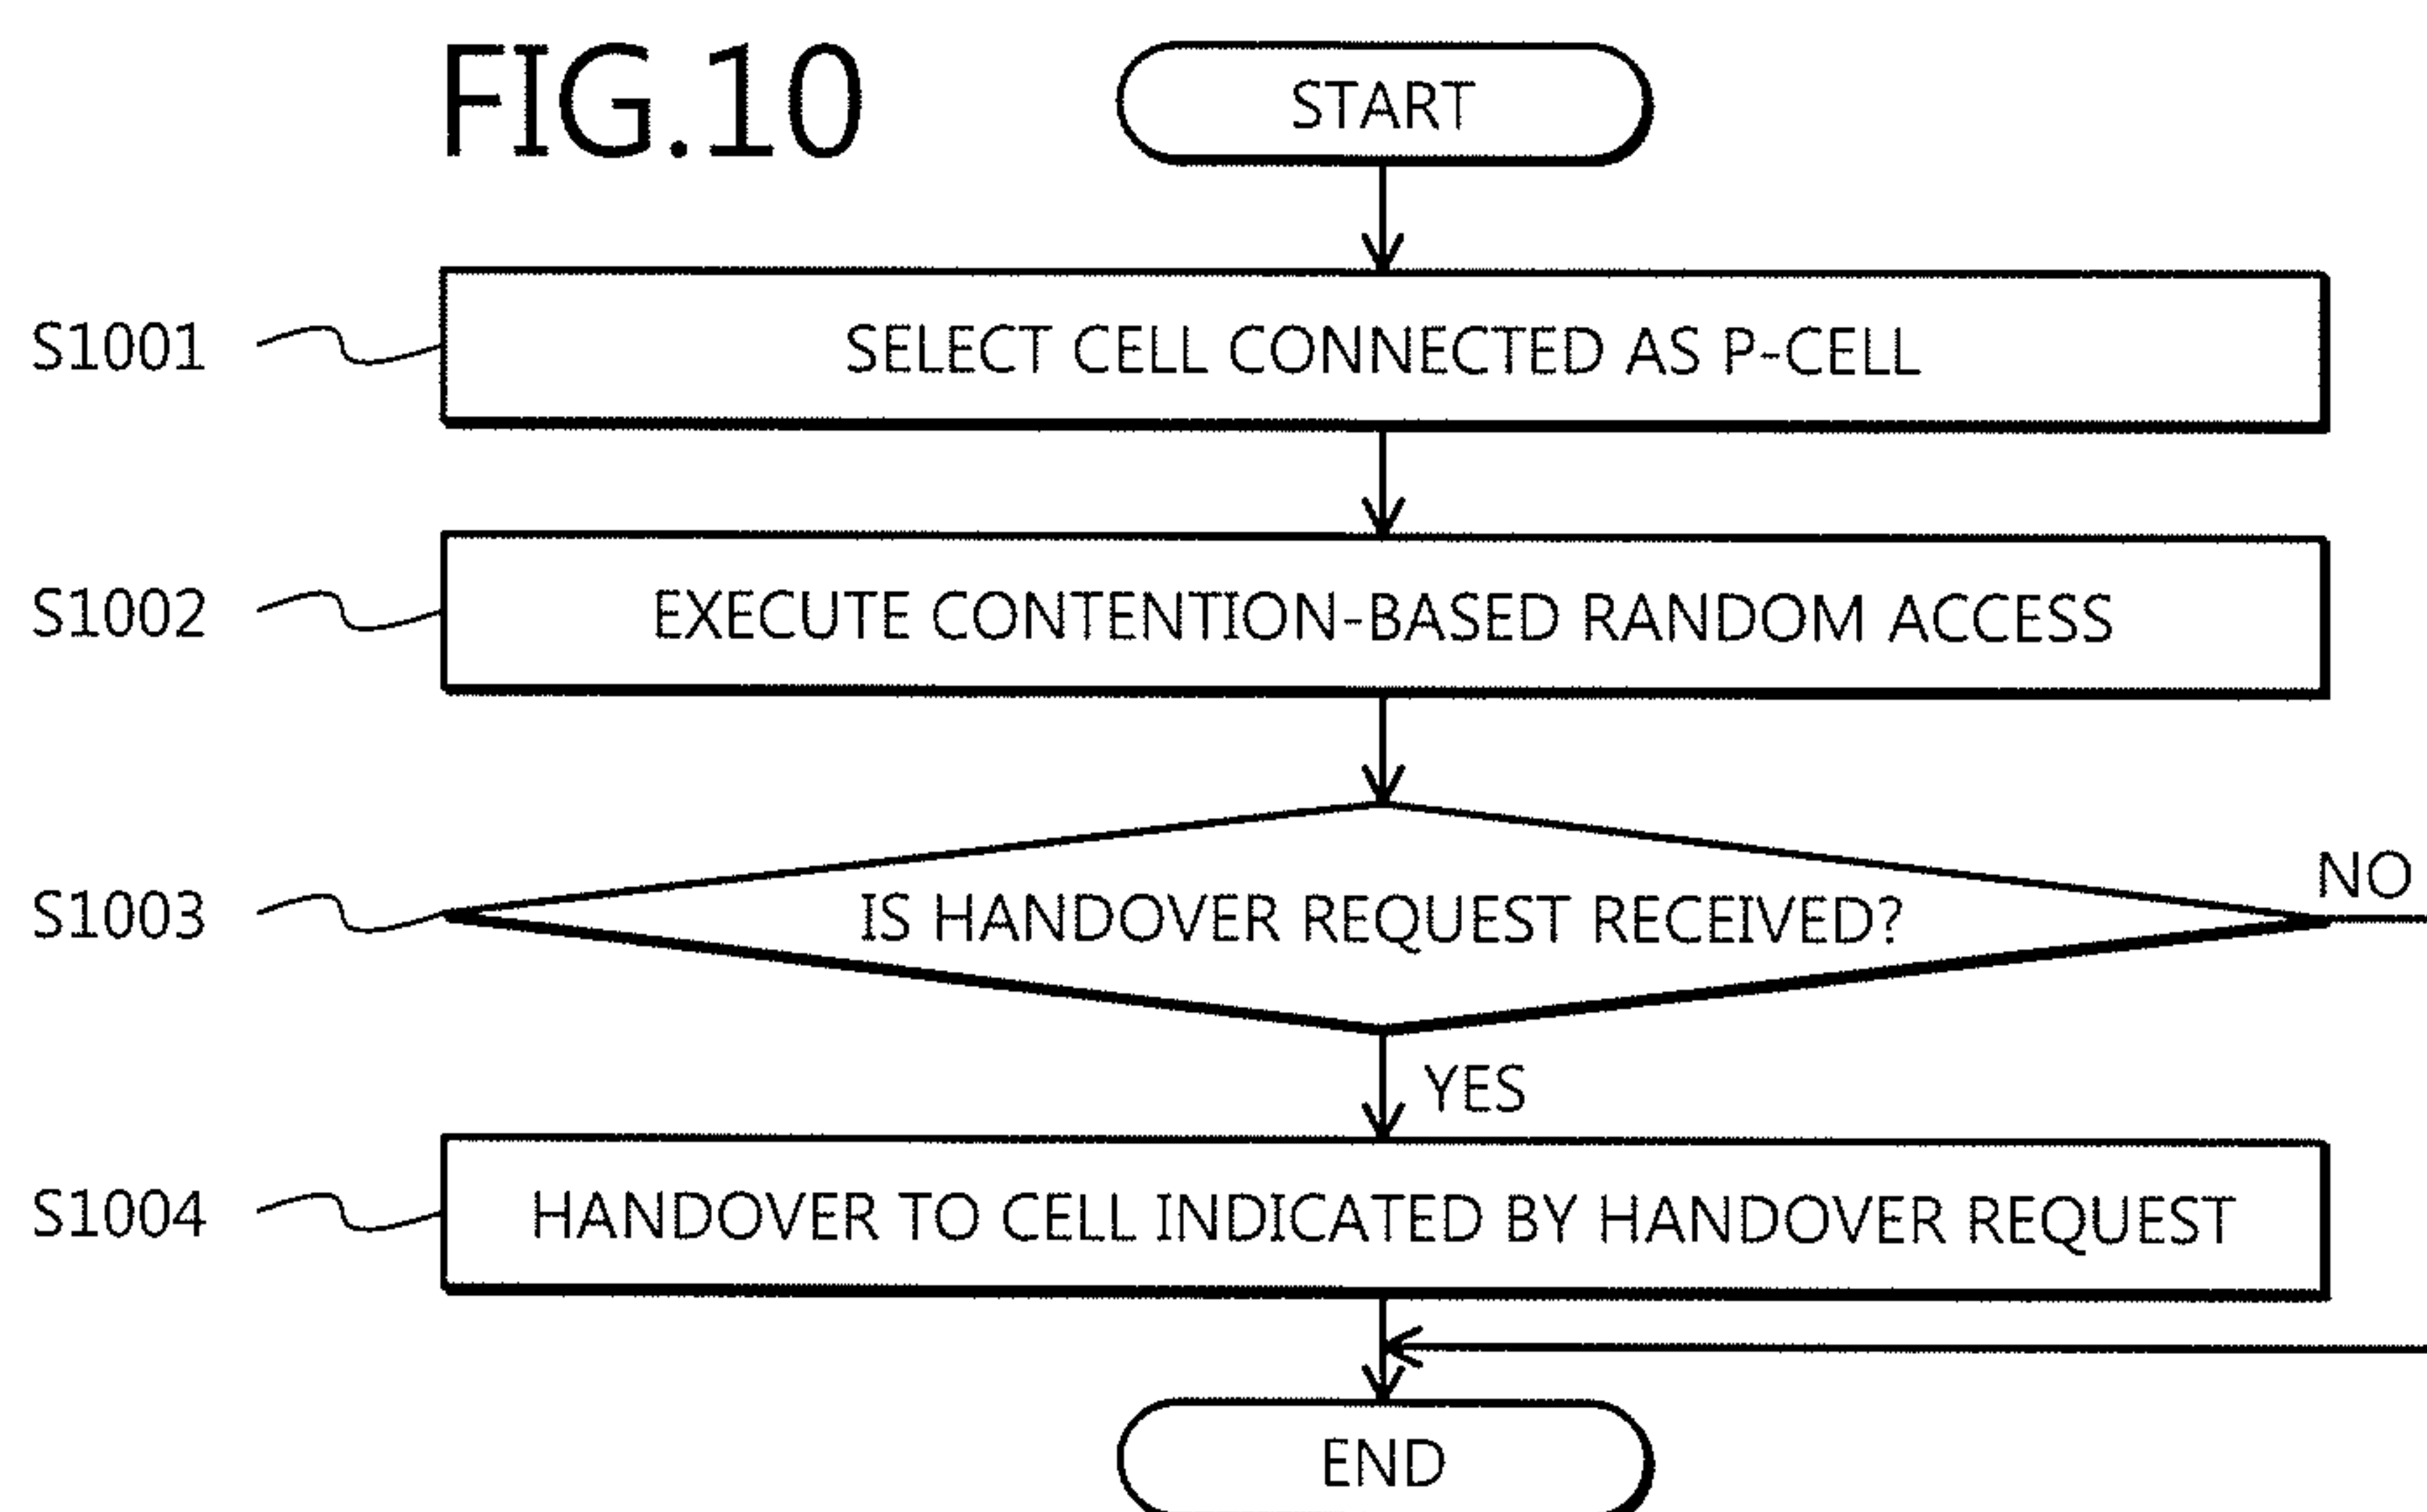 FIG.10
START
S1001
SELECT CELL CONNECTED AS P-CELL
S1002
EXECUTE CONTENTION-BASED RANDOM ACCESS
S1003
IS HANDOVER REQUEST RECEIVED?
NO
YES
S1004
HANDOVER TO CELL INDICATED BY HANDOVER REQUEST
END